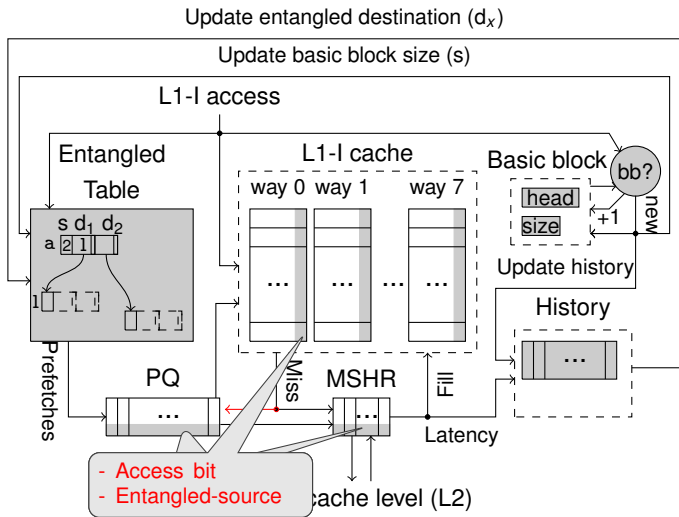 Update entangled destination (dₓ)
Update basic block size (s)
L1-I access
Entangled
Table
L1-I cache
way 0 way 1 way 7
Basic block
bb?
head
size
+1
new
s d₁ d₂
a 2 l
l
...
...
...
...
Update history
History
...
Prefetches
PQ
...
Miss
MSHR
...
Fill
Latency
- Access bit
- Entangled-source
cache level (L2)